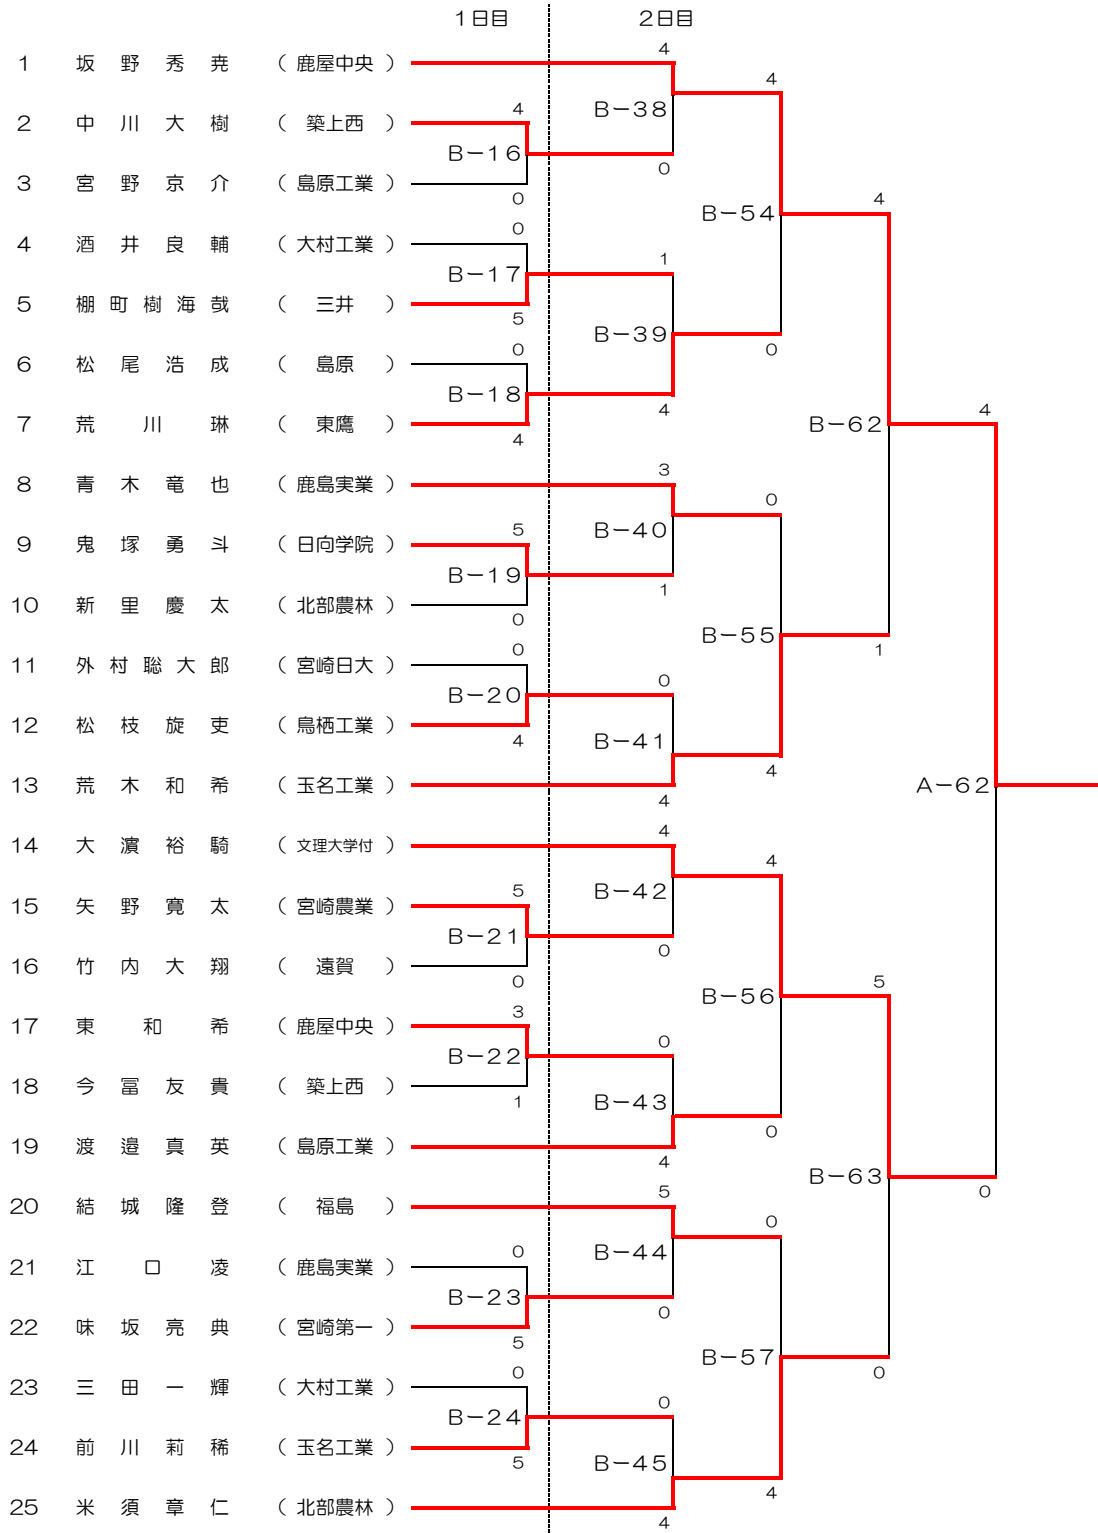 1日目 2日目
4
1 坂野秀尭 （鹿屋中央）
4
4 B-38
2 中川大樹 （築上西）
B-16
0
3 宮野京介 （島原工業）
0 4
0 B-54
4 酒井良輔 （大村工業）
1
B-17
5 棚町樹海哉 （三井）
5 B-39
0 0
6 松尾浩成 （島原）
B-18
4 4
7 荒川琳 （東鷹） B-62
4
3
8 青木竜也 （鹿島実業）
0
5 B-40
9 鬼塚勇斗 （日向学院）
B-19
1
10 新里慶太 （北部農林）
0
B-55
0 1
11 外村聡大郎 （宮崎日大）
0
B-20
12 松枝旋吏 （鳥栖工業）
4 B-41
4
13 荒木和希 （玉名工業） A-62
4
4
14 大濵裕騎 （文理大学付）
4
5 B-42
15 矢野寛太 （宮崎農業）
B-21
0
16 竹内大翔 （遠賀）
0 5
B-56
3
17 東和希 （鹿屋中央）
0
B-22
18 今冨友貴 （築上西）
1 B-43
0
19 渡邉真英 （島原工業）
4
B-63
5 0
20 結城隆登 （福島）
0
0 B-44
21 江口凌 （鹿島実業）
B-23
0
22 味坂亮典 （宮崎第一）
5
B-57
0 0
23 三田一輝 （大村工業）
0
B-24
24 前川莉稀 （玉名工業）
5 B-45
4
25 米須章仁 （北部農林）
4